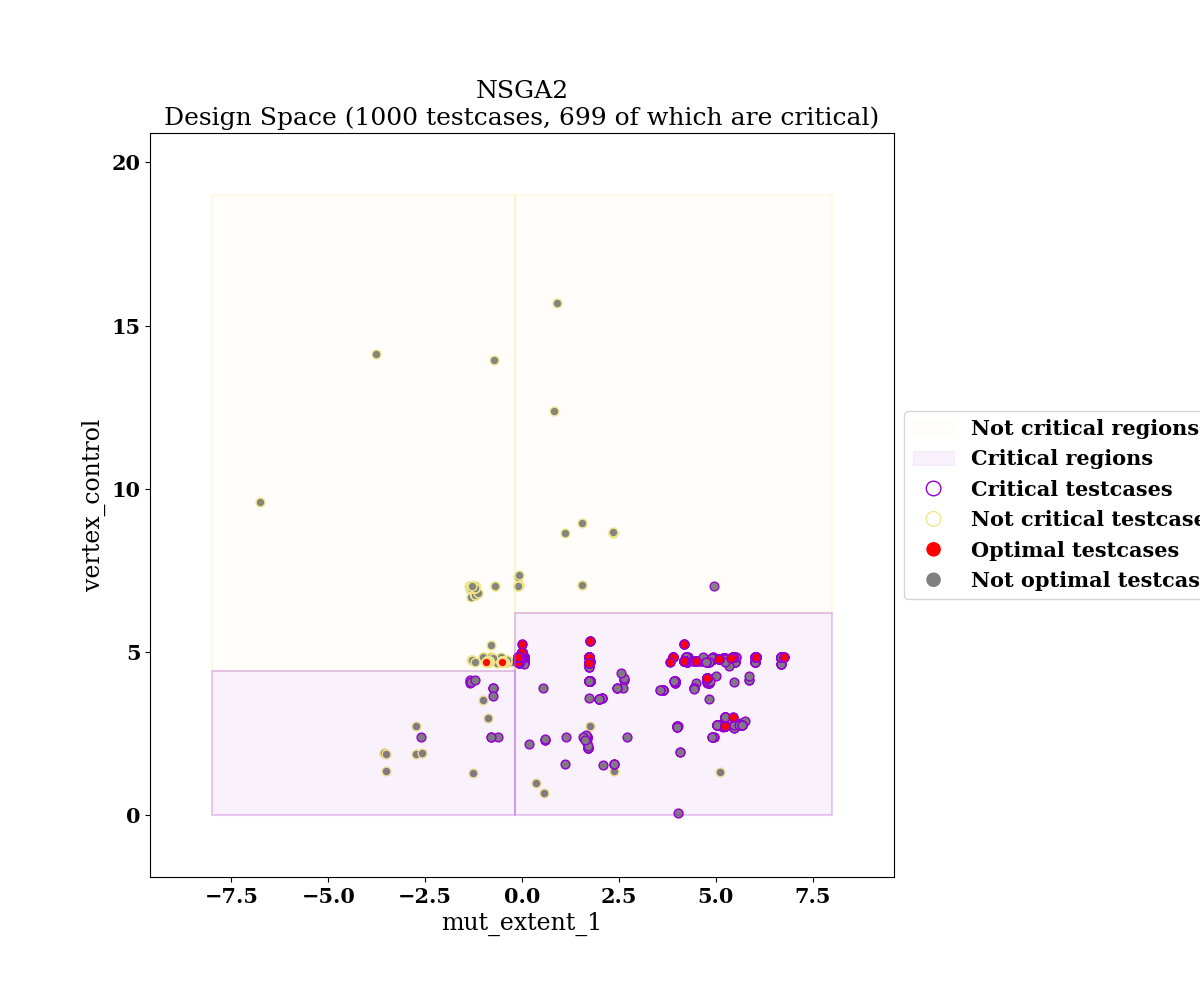 NSGA2
Design Space (1000 testcases, 699 of which are critical)
20
15
10
5
0
vertex_control
−7.5 −5.0 −2.5 0.0 2.5 5.0 7.5
mut_extent_1
Not critical regions
Critical regions
Critical testcases
Not critical testcase
Optimal testcases
Not optimal testcas